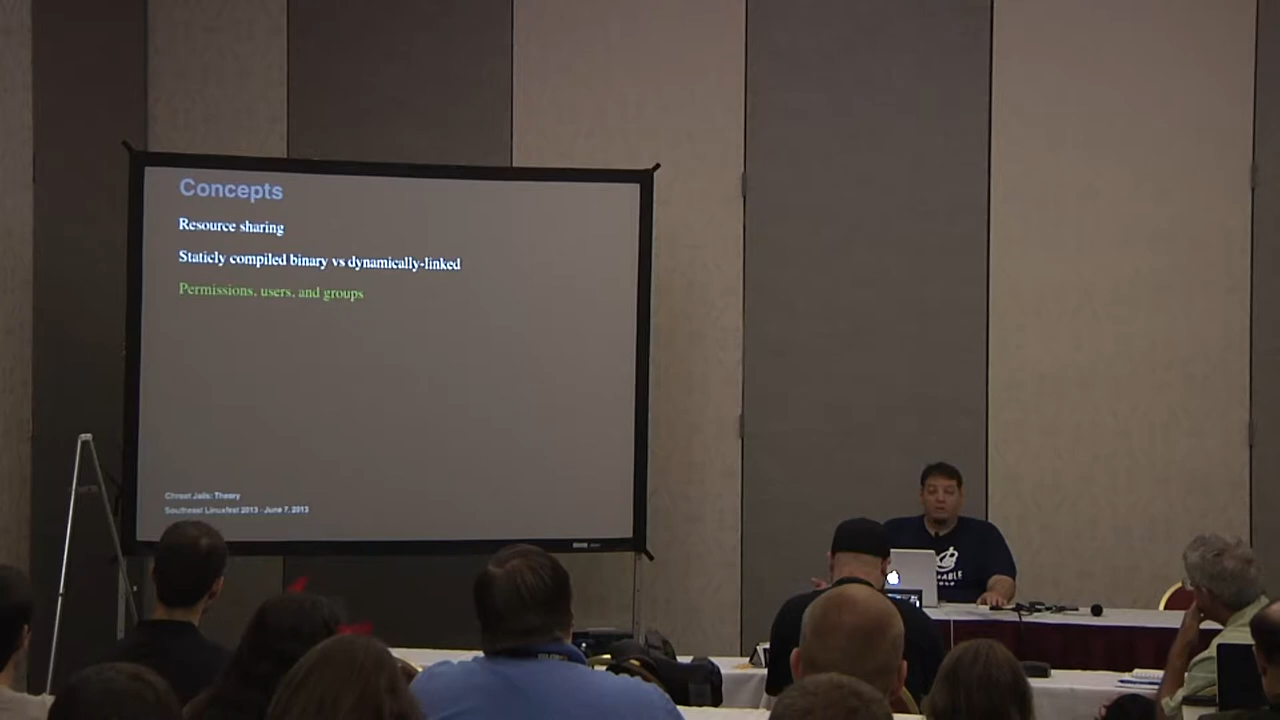 Concepts
Resource sharing
Staticly compiled binary vs dynamically-linked
Permissions, users, and groups
Chroot Jails: Theory
Southeast Linuxfest 2013 - June 7, 2013